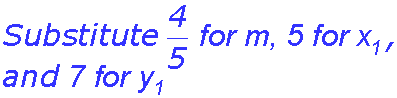 Substitute 4/5 for m, 5 for x₁,
and 7 for y₁